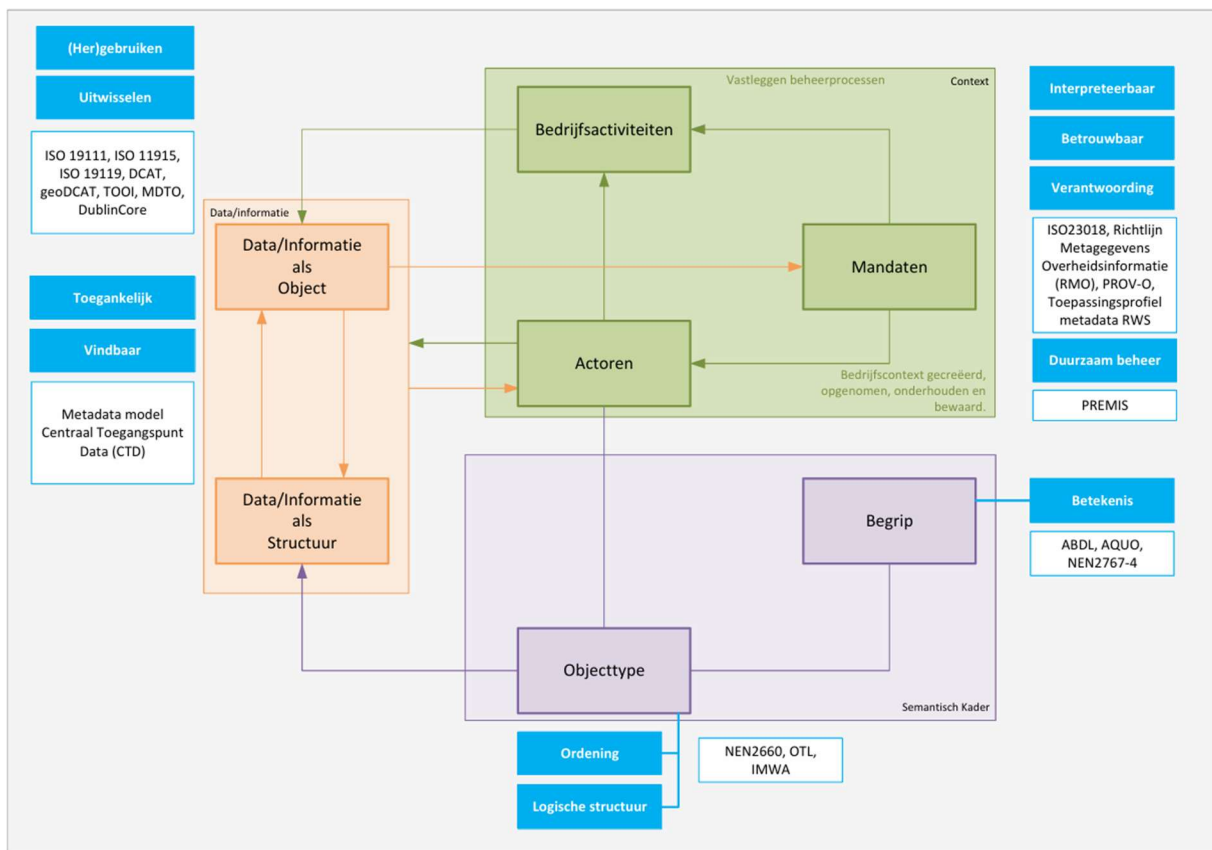 (Her)gebruiken
Uitwisselen
ISO 19111, ISO 11915,
ISO 19119, DCAT,
geoDCAT, TOOI, MDTO,
DublinCore
Toegankelijk
Vindbaar
Metadata model
Centraal Toegangspunt
Data (CTD)
Data/informatie
Data/Informatie
als
Object
Data/Informatie
als
Structuur
Vastleggen beheerprocessen
Context
Bedrijfsactiviteiten
Mandaten
Actoren
Bedrijfscontext gecreëerd,
opgenomen, onderhouden en
bewaard.
Begrip
Objecttype
Semantisch Kader
Ordening
Logische structuur
NEN2660, OTL,
IMWA
Interpreteerbaar
Betrouwbaar
Verantwoording
ISO23018, Richtlijn
Metagegevens
Overheidsinformatie
(RMO), PROV-O,
Toepassingsprofiel
metadata RWS
Duurzaam beheer
PREMIS
Betekenis
ABDL, AQUO,
NEN2767-4